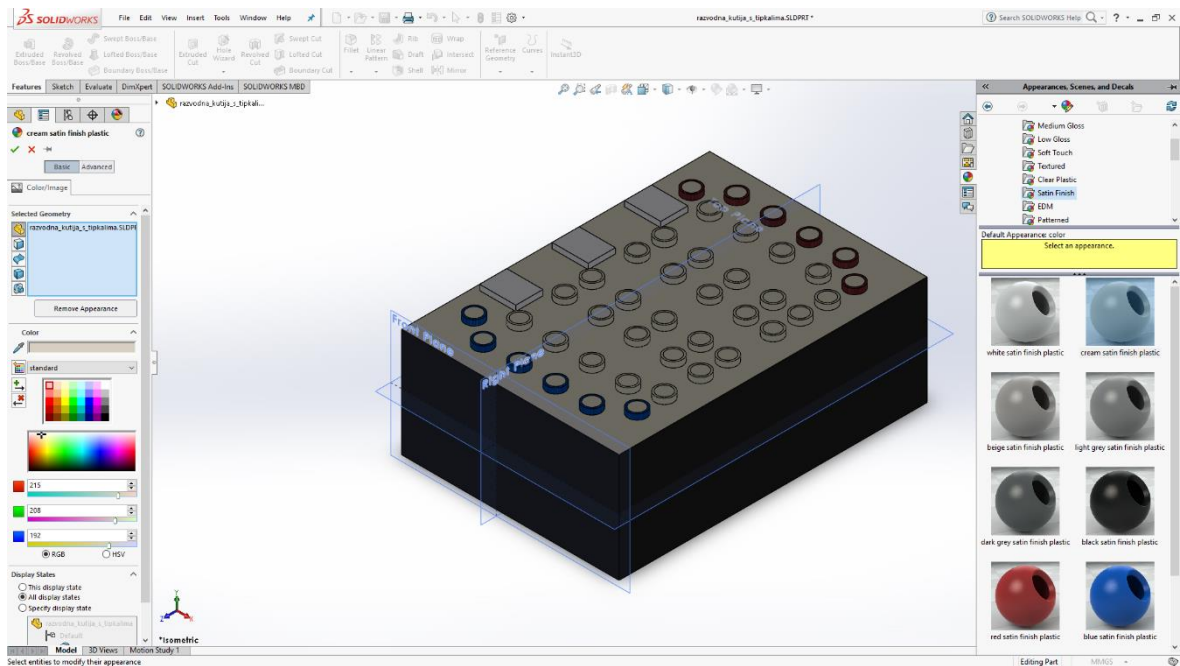 SOLIDWORKS File Edit View Insert Tools Window Help razvodna_kutija_s_tipkalima.SLDPRT * Search SOLIDWORKS Help
Swept Boss/Base Swept Cut Rib Wrap
Extruded Boss/Base Revolved Boss/Base Lofted Boss/Base Extruded Cut Hole Wizard Revolved Cut Lofted Cut Fillet Linear Pattern Draft Intersect Reference Geometry Curves Instant3D
Boundary Boss/Base Boundary Cut Shell Mirror
Features Sketch Evaluate DimXpert SOLIDWORKS Add-Ins SOLIDWORKS MBD
razvodna_kutija_s_tipkali...
cream satin finish plastic
Basic Advanced
Color/Image
Selected Geometry
razvodna_kutija_s_tipkalima.SLDPRT
Remove Appearance
Color
standard
215
208
192
RGB HSV
Display States
This display state
All display states
Specify display state
razvodna_kutija_s_tipkalima
Default
Top Plane
Front Plane
Right Plane
Y
Z
X
*Isometric
Appearances, Scenes, and Decals
Medium Gloss
Low Gloss
Soft Touch
Textured
Clear Plastic
Satin Finish
EDM
Patterned
Default Appearance: color
Select an appearance.
white satin finish plastic cream satin finish plastic
beige satin finish plastic light grey satin finish plastic
dark grey satin finish plastic black satin finish plastic
red satin finish plastic blue satin finish plastic
Model 3D Views Motion Study 1
Select entities to modify their appearance Editing Part MMGS